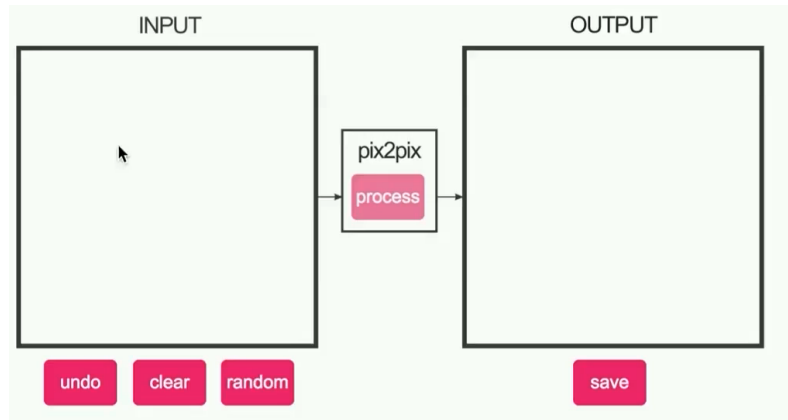 INPUT
OUTPUT
pix2pix
process
undo
clear
random
save